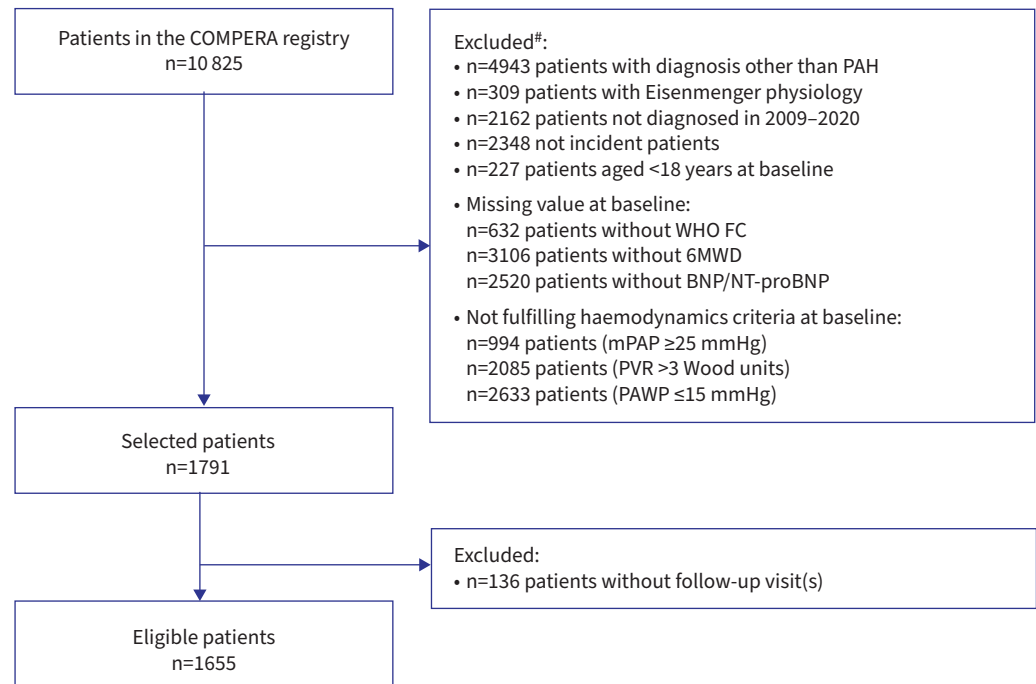 Patients in the COMPERA registry
n=10 825
Excluded#:
• n=4943 patients with diagnosis other than PAH
• n=309 patients with Eisenmenger physiology
• n=2162 patients not diagnosed in 2009–2020
• n=2348 not incident patients
• n=227 patients aged <18 years at baseline
• Missing value at baseline:
n=632 patients without WHO FC
n=3106 patients without 6MWD
n=2520 patients without BNP/NT-proBNP
• Not fulfilling haemodynamics criteria at baseline:
n=994 patients (mPAP ≥25 mmHg)
n=2085 patients (PVR >3 Wood units)
n=2633 patients (PAWP ≤15 mmHg)
Selected patients
n=1791
Excluded:
• n=136 patients without follow-up visit(s)
Eligible patients
n=1655